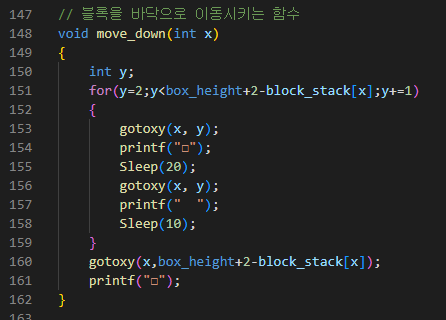 147 // 블록을 바닥으로 이동시키는 함수
148 void move_down(int x)
149 {
150     int y;
151     for(y=2;y<box_height+2-block_stack[x];y+=1)
152     {
153         gotoxy(x, y);
154         printf("□");
155         Sleep(20);
156         gotoxy(x, y);
157         printf("  ");
158         Sleep(10);
159     }
160     gotoxy(x,box_height+2-block_stack[x]);
161     printf("□");
162 }
163